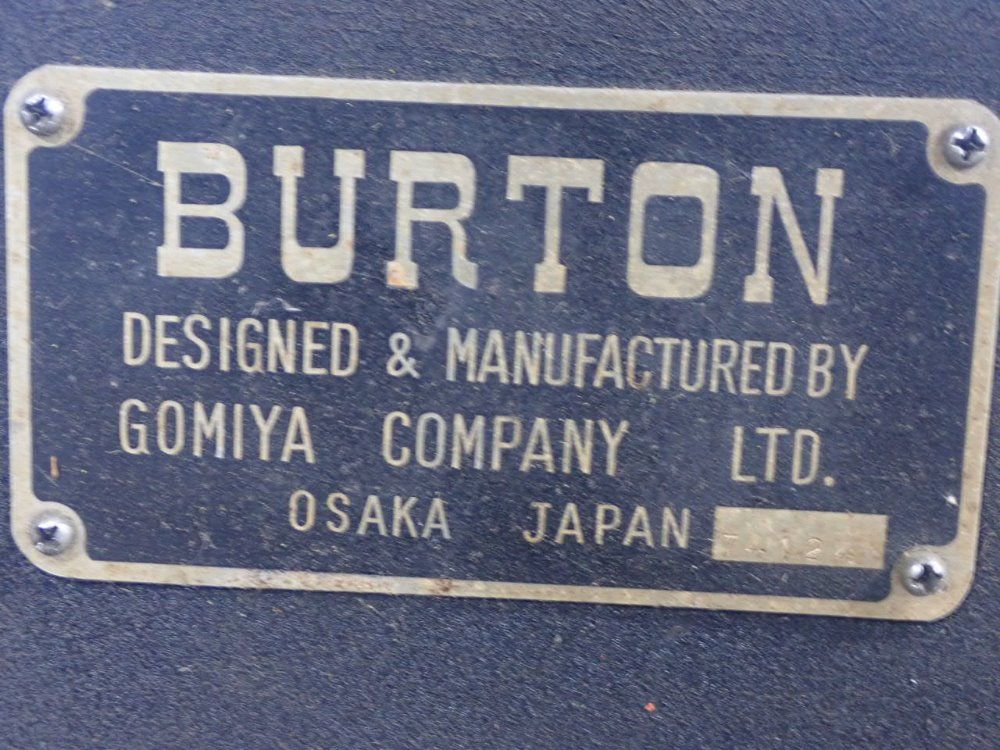 BURTON
DESIGNED & MANUFACTURED BY
GOMIYA COMPANY LTD.
OSAKA JAPAN